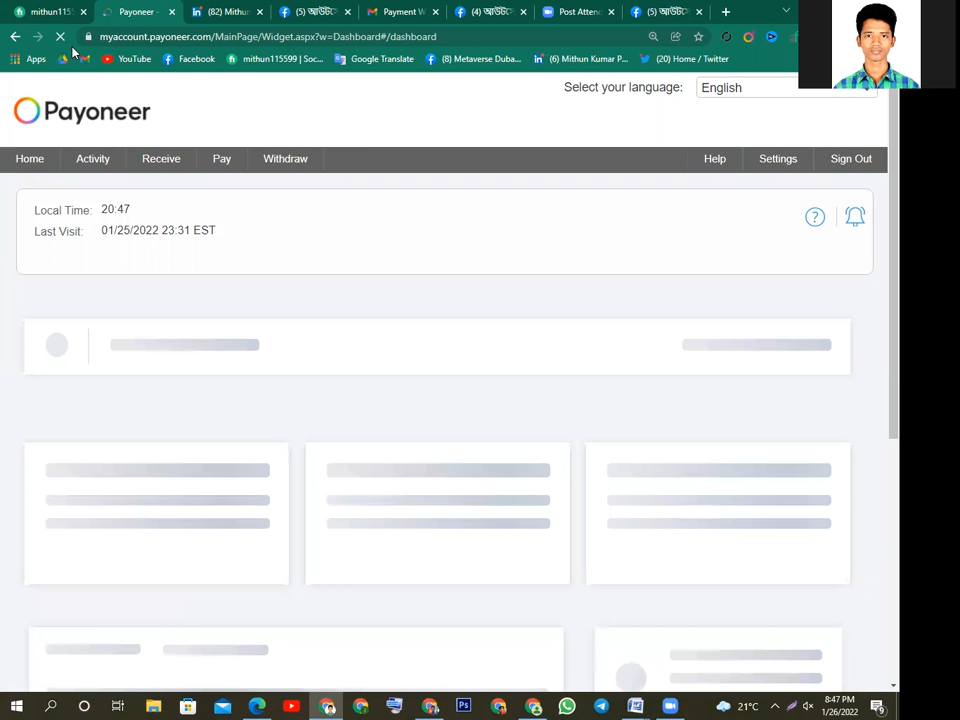 mithun115
Payoneer -
(82) Mithun
(5) আউটসে
Payment W
(4) আউটসে
Post Atten
(5) আউটসে
myaccount.payoneer.com/MainPage/Widget.aspx?w=Dashboard#/dashboard
Apps
YouTube
Facebook
mithun115599 | Soc...
Google Translate
(8) Metaverse Duba...
(6) Mithun Kumar P...
(20) Home / Twitter
Select your language:
English
Payoneer
Home
Activity
Receive
Pay
Withdraw
Help
Settings
Sign Out
Local Time: 20:47
Last Visit: 01/25/2022 23:31 EST
21°C
8:47 PM
1/26/2022